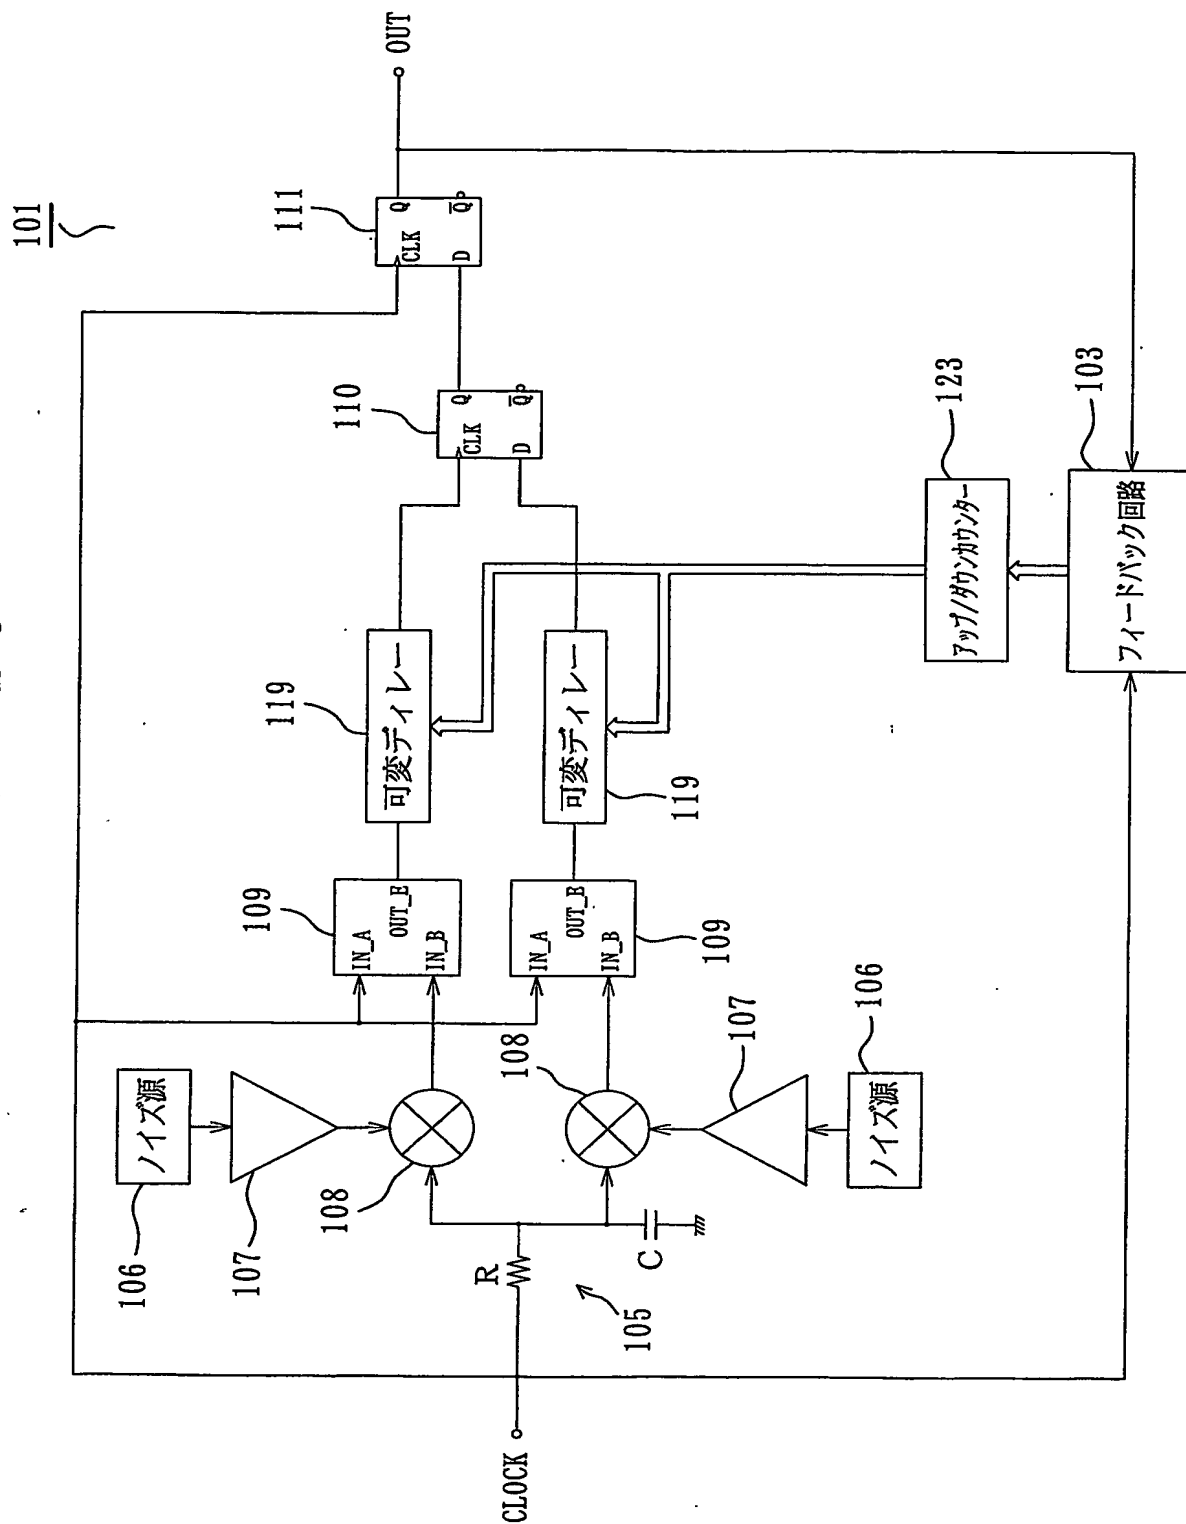 101
111
OUT
CLK
Q
D
Q
110
CLK
Q
D
Q
123
アップ/ダウンカウンター
103
フィードバック回路
119
可変ディレー
可変ディレー
119
109
IN_A
OUT_E
IN_B
IN_A
OUT_E
IN_B
109
106
ノイズ源
107
108
108
107
106
ノイズ源
R
C
105
CLOCK